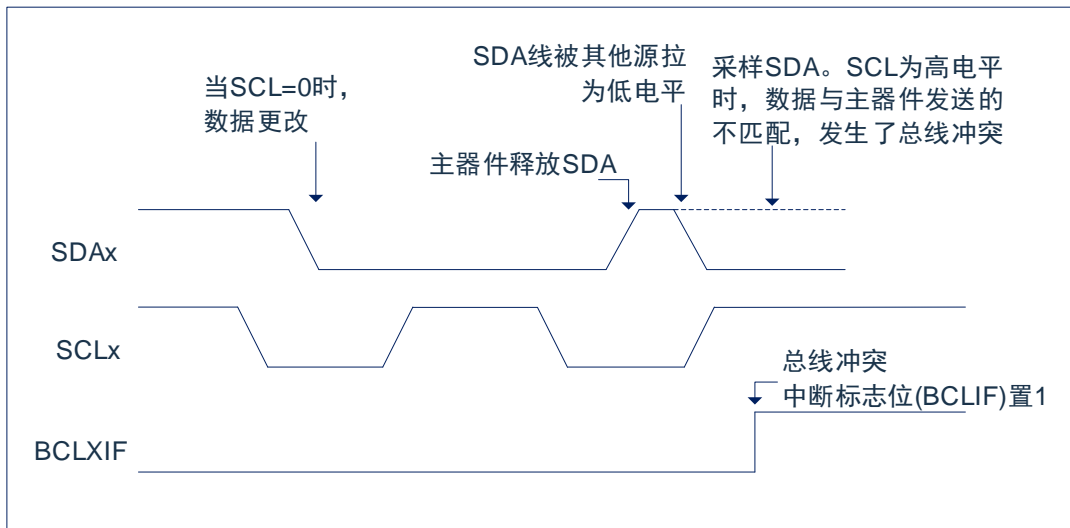 当SCL=0时，
数据更改
SDA线被其他源拉
为低电平
采样SDA。SCL为高电平
时，数据与主器件发送的
不匹配，发生了总线冲突
主器件释放SDA
SDAx
SCLx
总线冲突
中断标志位(BCLIF)置1
BCLXIF